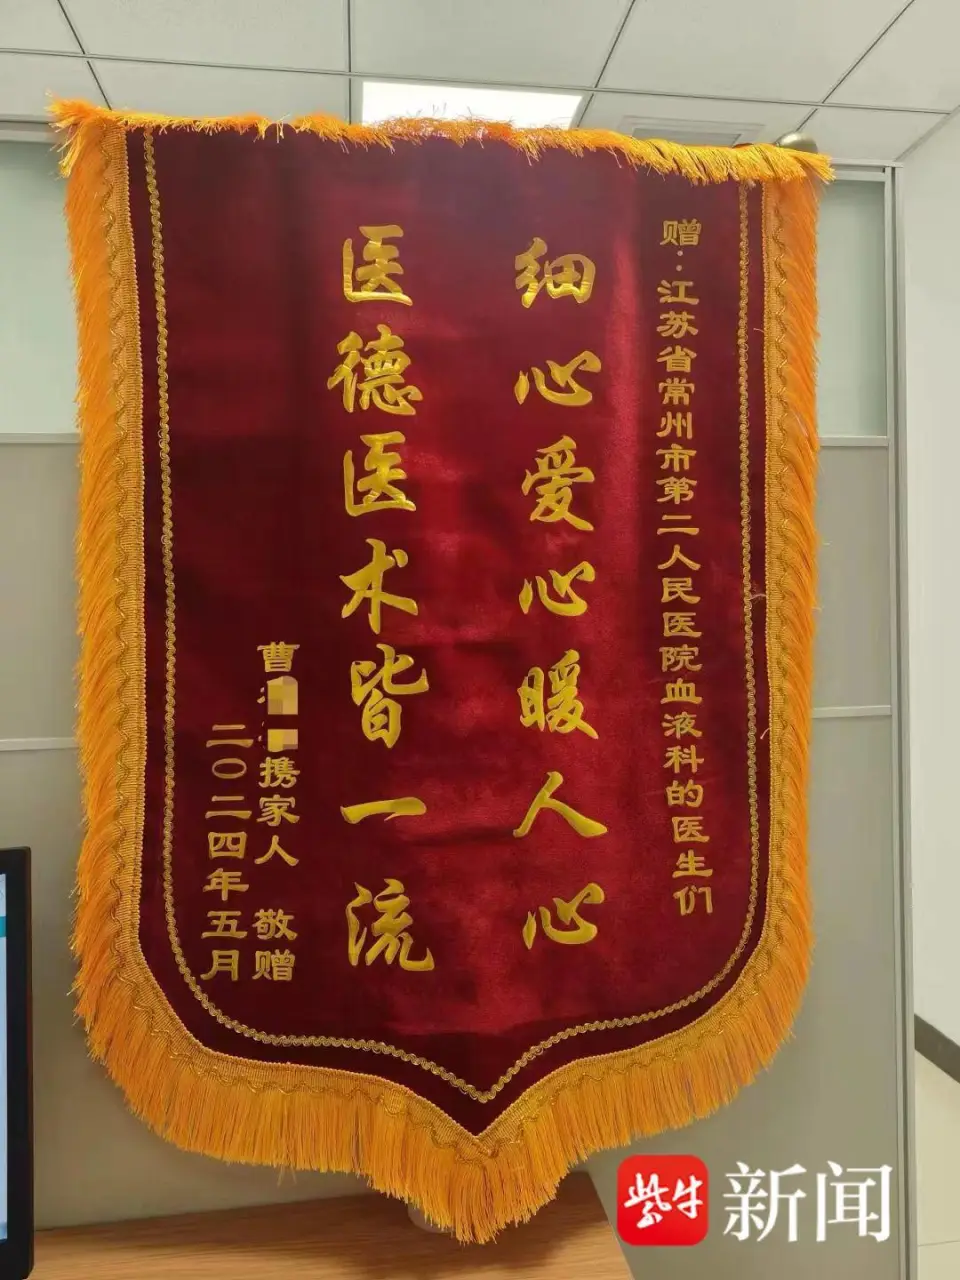 赠：江苏省常州市第二人民医院血液科的医生们
细心爱心暖人心
医德医术皆一流
曹携家人 敬赠
二〇二四年五月
紫牛新闻